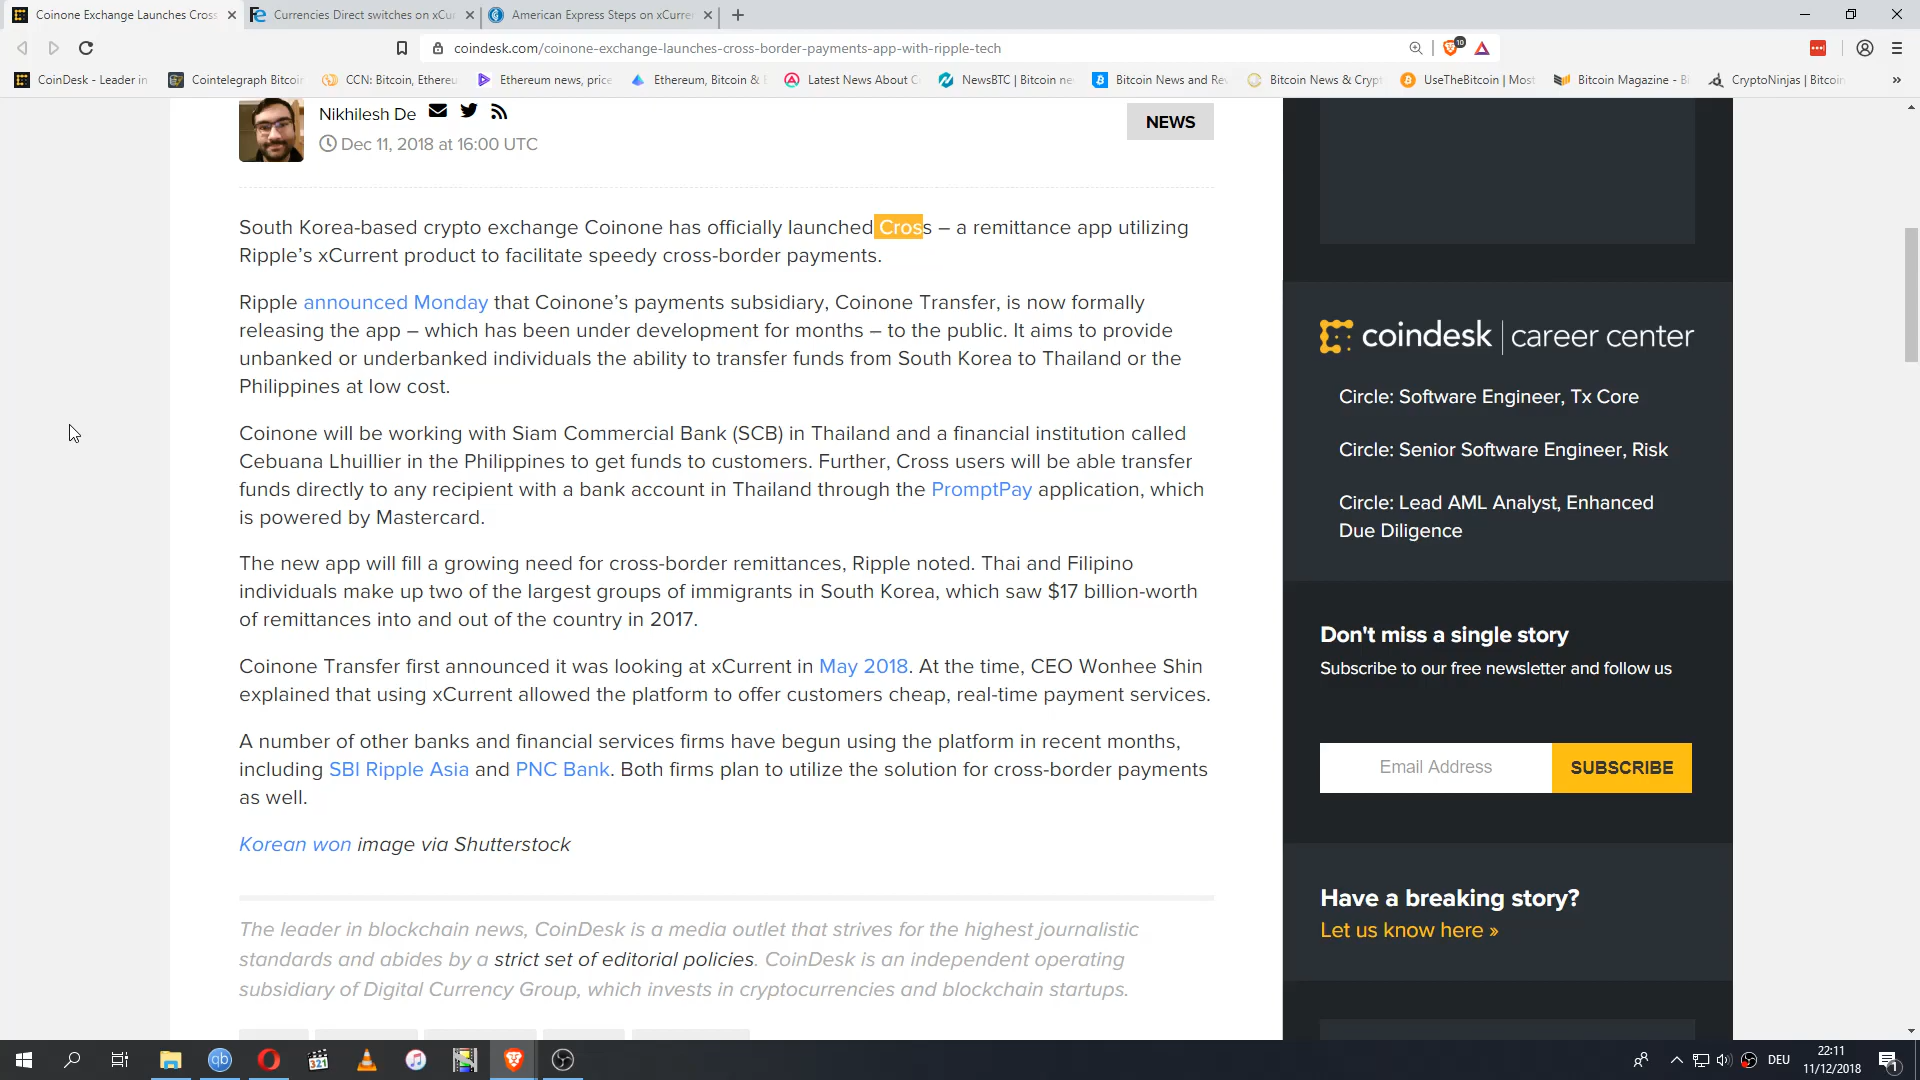 Coinone Exchange Launches Cross
Currencies Direct switches on xCur
American Express Steps on xCurre
coindesk.com/coinone-exchange-launches-cross-border-payments-app-with-ripple-tech
10
CoinDesk - Leader in
Cointelegraph Bitcoin
CCN: Bitcoin, Ethereu
Ethereum news, price
Ethereum, Bitcoin &
Latest News About C
NewsBTC | Bitcoin ne
Bitcoin News and Re
Bitcoin News & Crypt
UseTheBitcoin | Most
Bitcoin Magazine - Bi
CryptoNinjas | Bitcoin
»
Nikhilesh De
Dec 11, 2018 at 16:00 UTC
NEWS
South Korea-based crypto exchange Coinone has officially launched Cross – a remittance app utilizing
Ripple’s xCurrent product to facilitate speedy cross-border payments.
Ripple announced Monday that Coinone’s payments subsidiary, Coinone Transfer, is now formally
releasing the app – which has been under development for months – to the public. It aims to provide
unbanked or underbanked individuals the ability to transfer funds from South Korea to Thailand or the
Philippines at low cost.
Coinone will be working with Siam Commercial Bank (SCB) in Thailand and a financial institution called
Cebuana Lhuillier in the Philippines to get funds to customers. Further, Cross users will be able transfer
funds directly to any recipient with a bank account in Thailand through the PromptPay application, which
is powered by Mastercard.
The new app will fill a growing need for cross-border remittances, Ripple noted. Thai and Filipino
individuals make up two of the largest groups of immigrants in South Korea, which saw $17 billion-worth
of remittances into and out of the country in 2017.
Coinone Transfer first announced it was looking at xCurrent in May 2018. At the time, CEO Wonhee Shin
explained that using xCurrent allowed the platform to offer customers cheap, real-time payment services.
A number of other banks and financial services firms have begun using the platform in recent months,
including SBI Ripple Asia and PNC Bank. Both firms plan to utilize the solution for cross-border payments
as well.
Korean won image via Shutterstock
The leader in blockchain news, CoinDesk is a media outlet that strives for the highest journalistic
standards and abides by a strict set of editorial policies. CoinDesk is an independent operating
subsidiary of Digital Currency Group, which invests in cryptocurrencies and blockchain startups.
coindesk | career center
Circle: Software Engineer, Tx Core
Circle: Senior Software Engineer, Risk
Circle: Lead AML Analyst, Enhanced
Due Diligence
Don't miss a single story
Subscribe to our free newsletter and follow us
Email Address
SUBSCRIBE
Have a breaking story?
Let us know here »
qb
321
DEU
22:11
11/12/2018
1